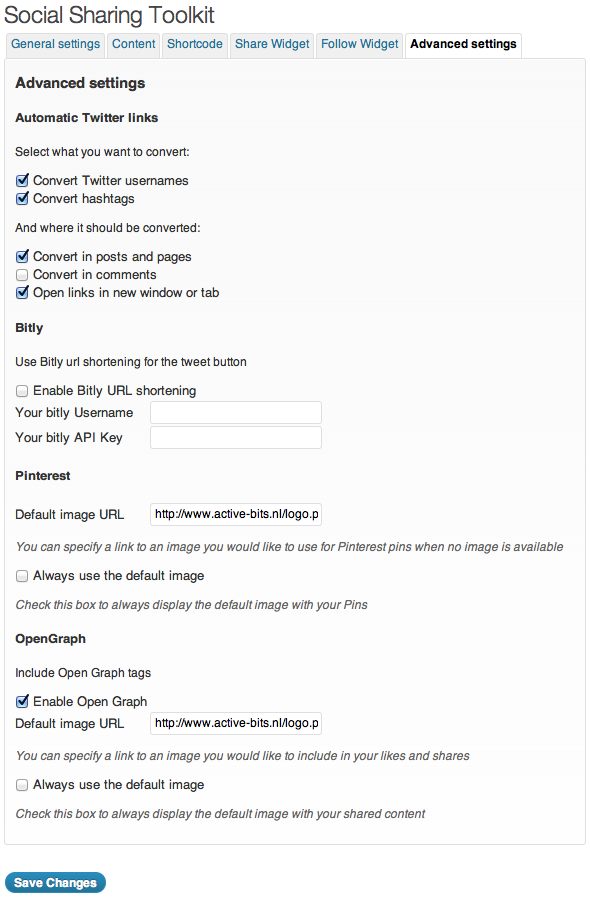 Social Sharing Toolkit
General settings Content Shortcode Share Widget Follow Widget Advanced settings
Advanced settings
Automatic Twitter links
Select what you want to convert:
Convert Twitter usernames
Convert hashtags
And where it should be converted:
Convert in posts and pages
Convert in comments
Open links in new window or tab
Bitly
Use Bitly url shortening for the tweet button
Enable Bitly URL shortening
Your bitly Username
Your bitly API Key
Pinterest
Default image URL http://www.active-bits.nl/logo.p
You can specify a link to an image you would like to use for Pinterest pins when no image is available
Always use the default image
Check this box to always display the default image with your Pins
OpenGraph
Include Open Graph tags
Enable Open Graph
Default image URL http://www.active-bits.nl/logo.p
You can specify a link to an image you would like to include in your likes and shares
Always use the default image
Check this box to always display the default image with your shared content
Save Changes